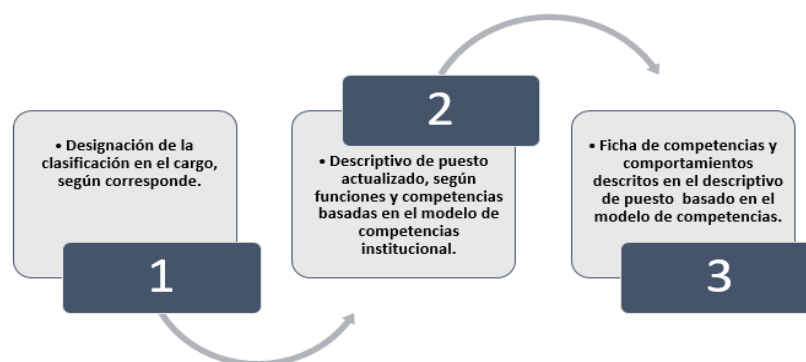 • Designación de la
clasificación en el cargo,
según corresponde.
1
2
• Descriptivo de puesto
actualizado, según
funciones y competencias
basadas en el modelo de
competencias
institucional.
• Ficha de competencias y
comportamientos
descritos en el descriptivo
de puesto basado en el
modelo de competencias.
3